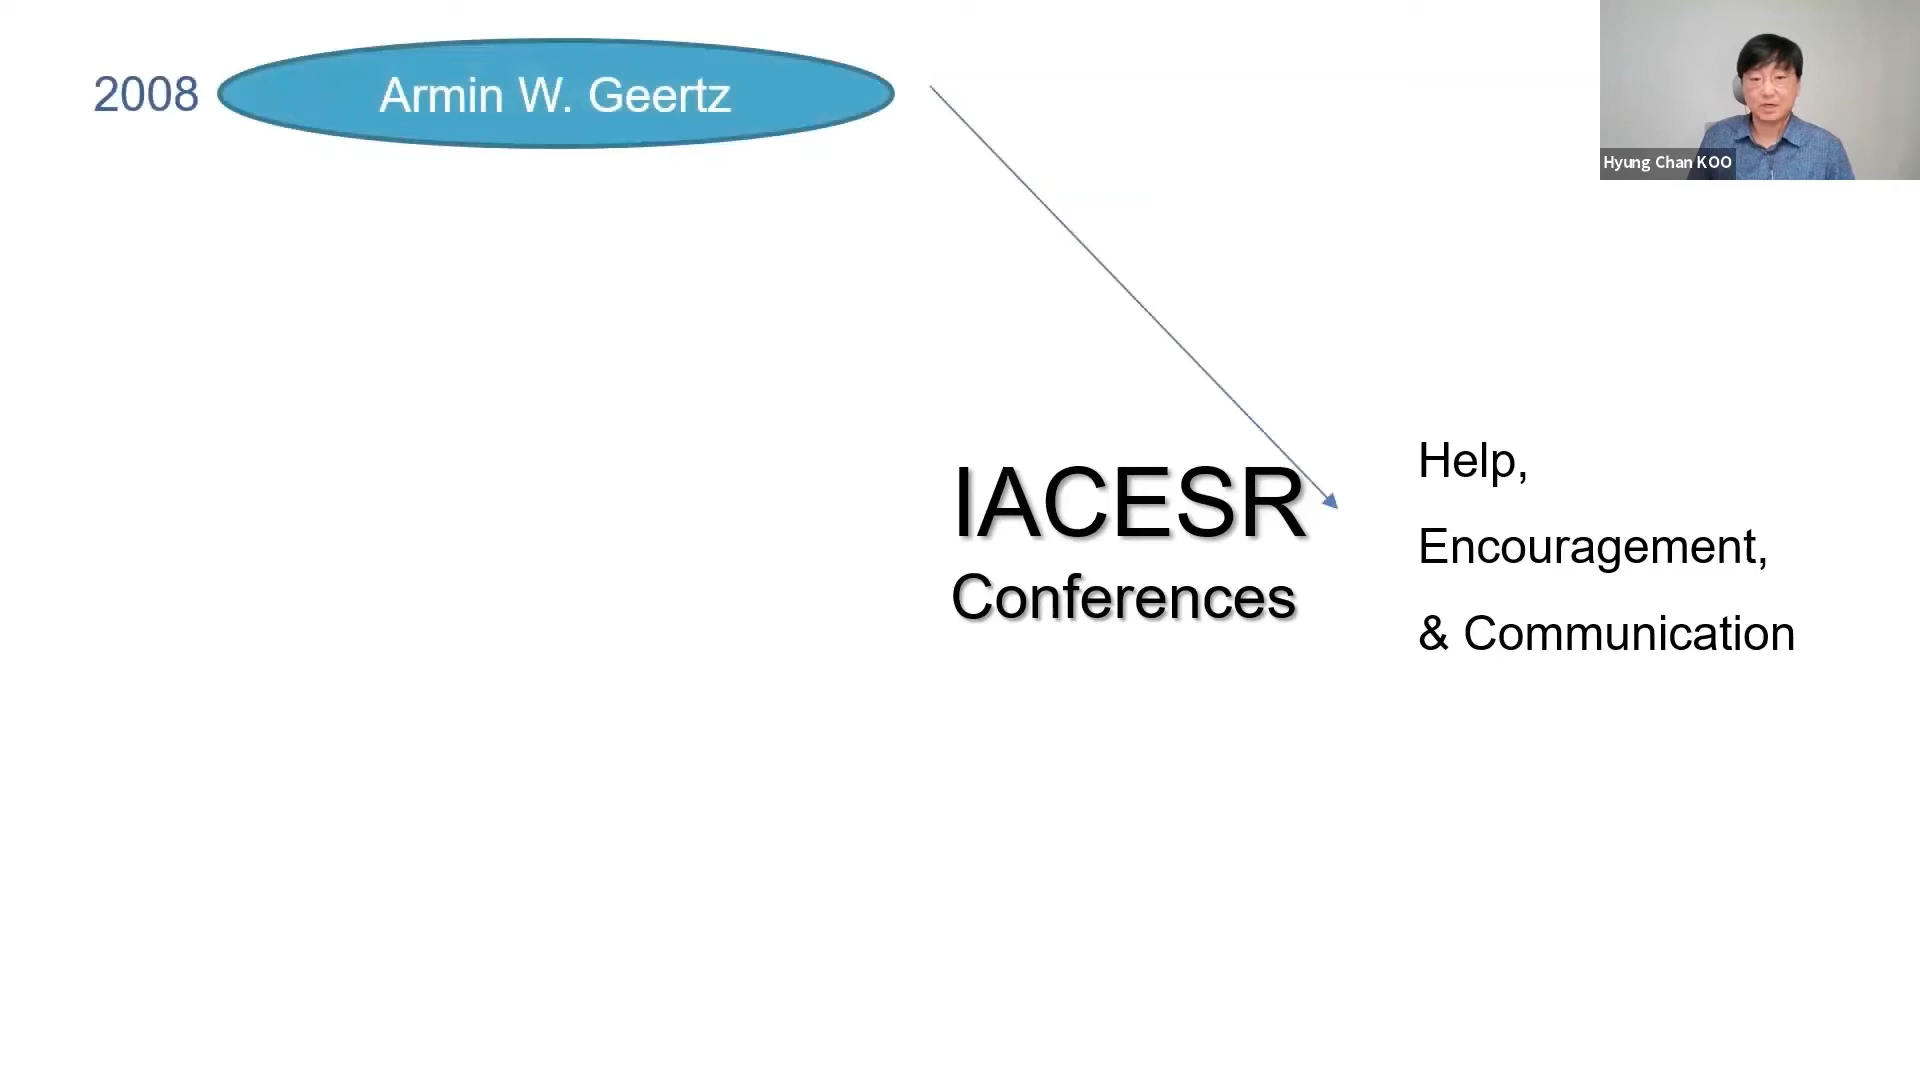 2008
Armin W. Geertz
Hyung Chan KOO
IACESR
Conferences
Help,
Encouragement,
& Communication